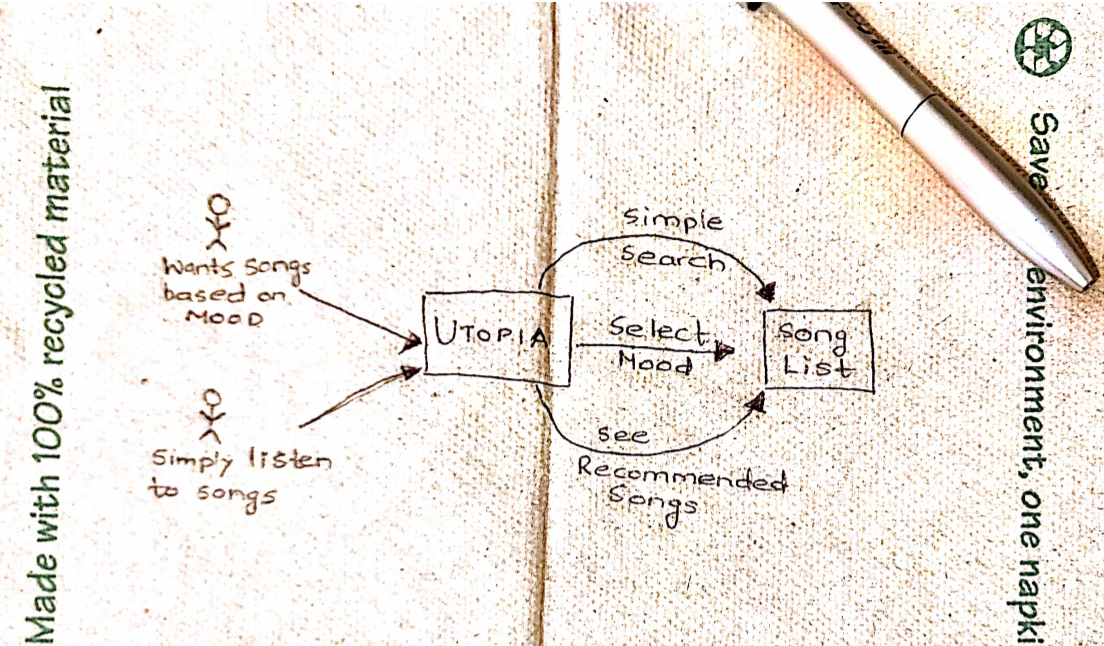 Made with 100% recycled material
Wants Songs
based on
MOOD
Simply listen
to songs
UTOPIA
Simple
Search
Select
Mood
see
Recommended
Songs
Song
List
Save
environment, one napki